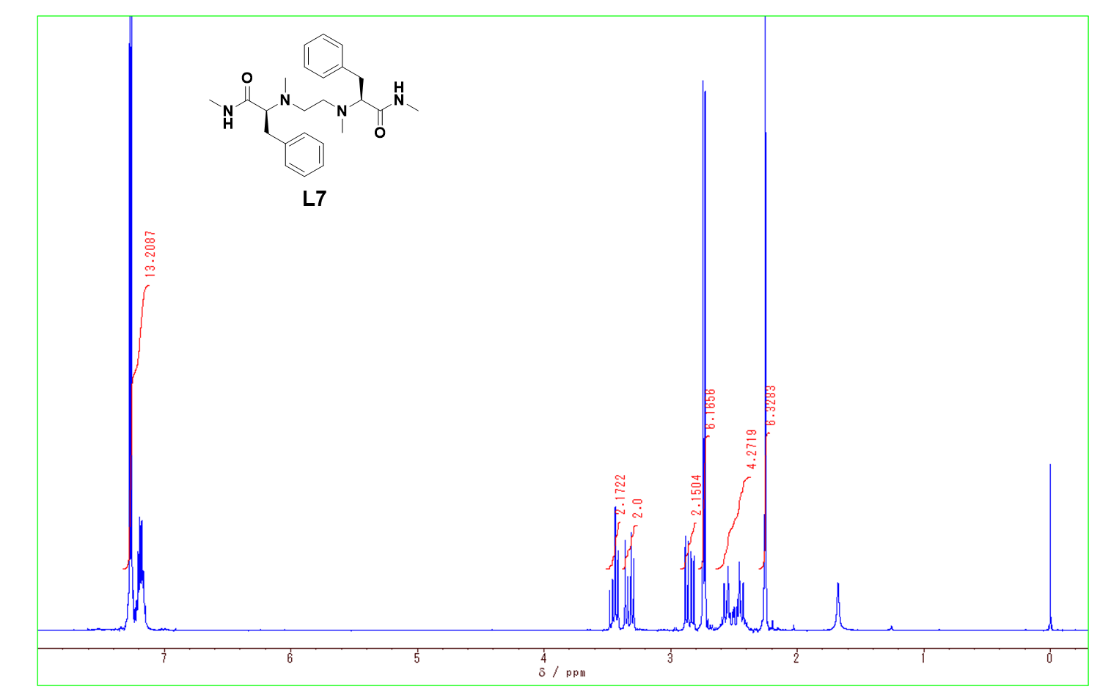 O
N
H
N
N
H
N
O
L7
13.2087
2.1722
2.0
2.1504
6.1656
4.2719
6.3283
7 6 5 4 3 2 1 0
δ / ppm